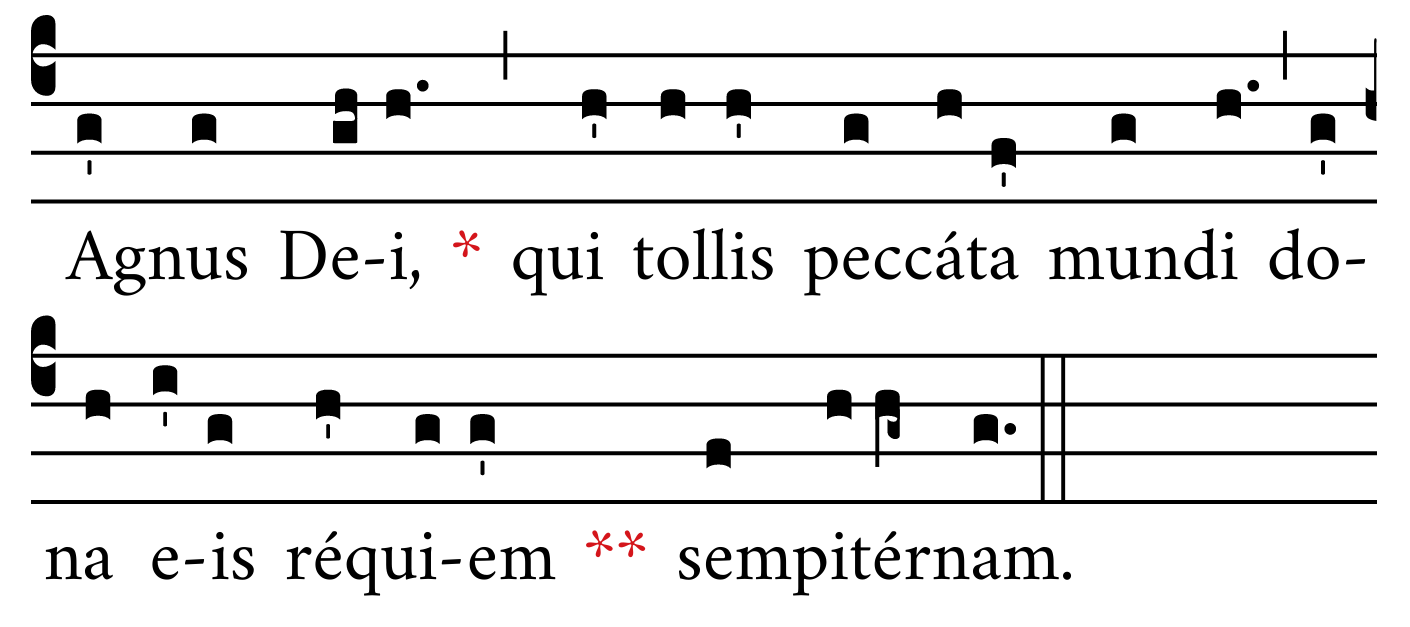 Agnus De-i, * qui tollis peccáta mundi do-
na e-is réqui-em ** sempitérnam.